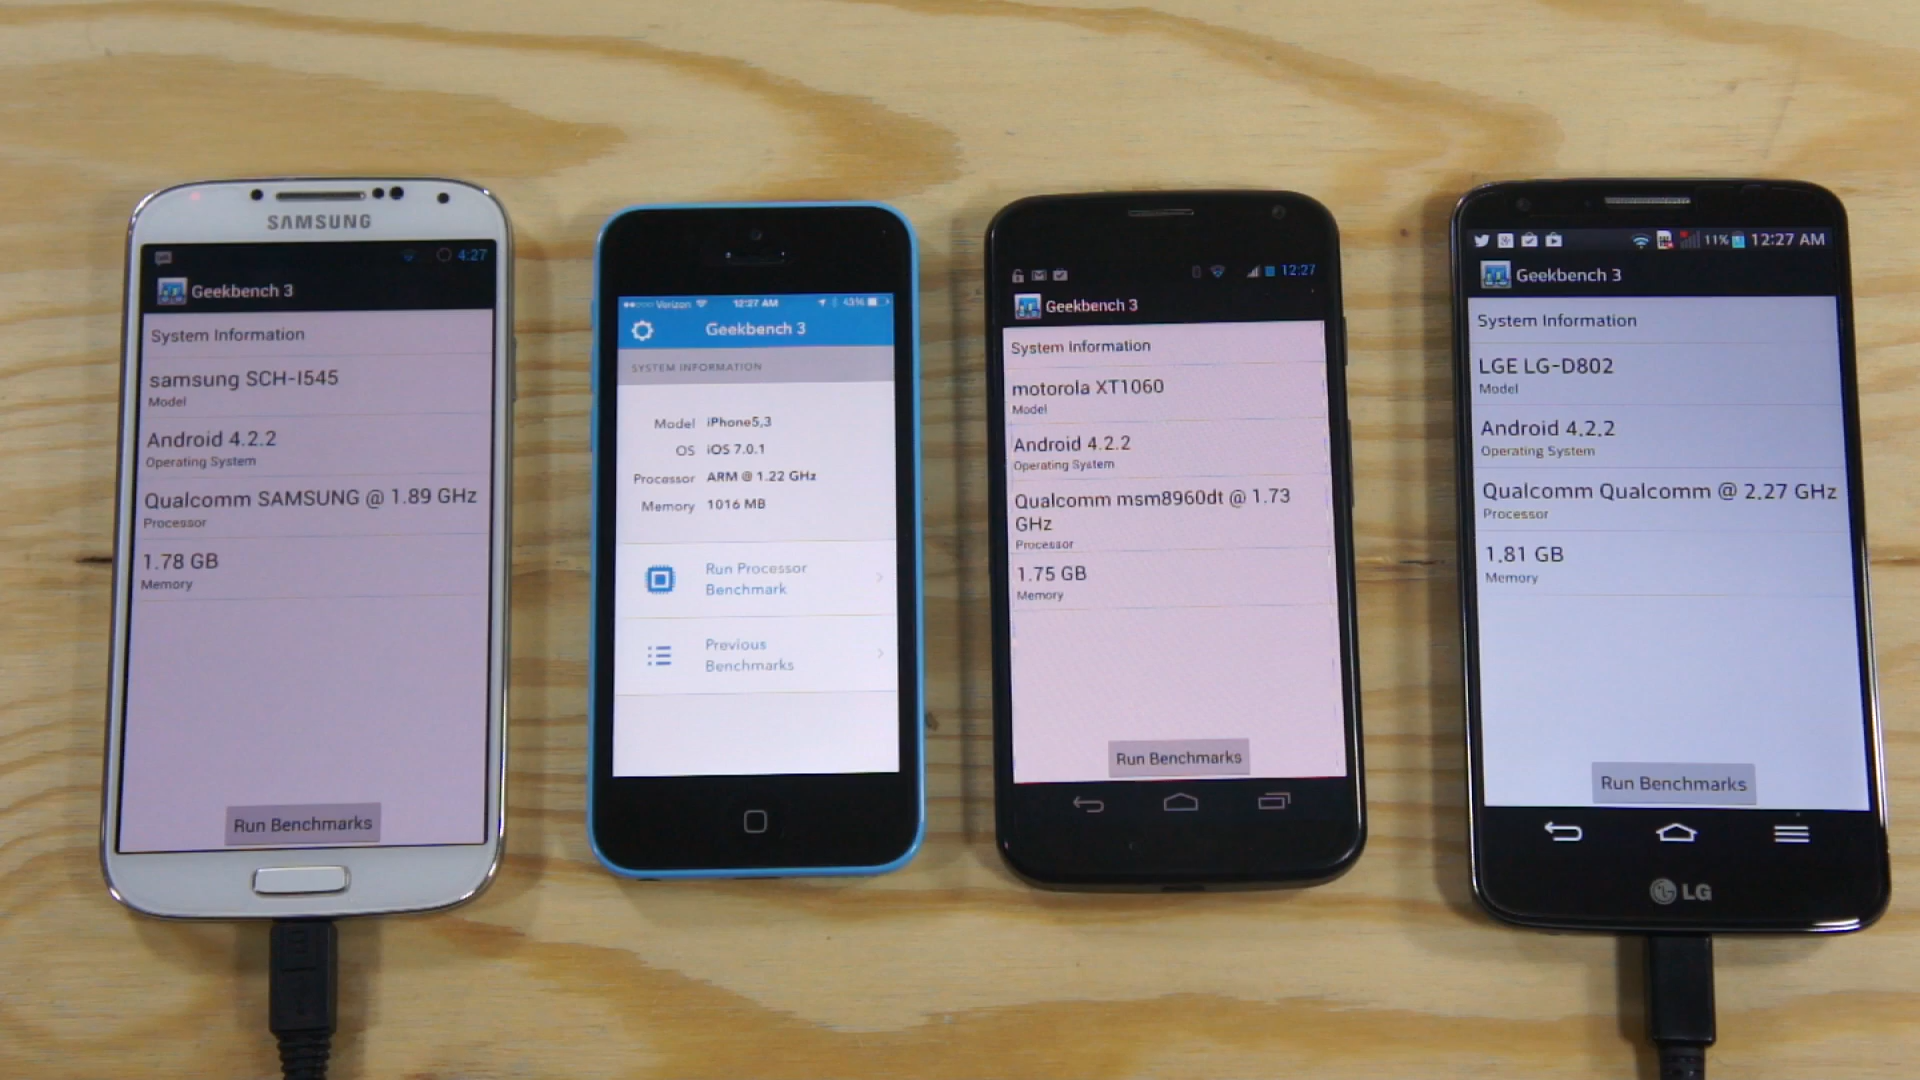 SAMSUNG
4:27
Geekbench 3
System Information
samsung SCH-I545
Model
Android 4.2.2
Operating System
Qualcomm SAMSUNG @ 1.89 GHz
Processor
1.78 GB
Memory
Run Benchmarks
Verizon 12:27 AM 43%
Geekbench 3
SYSTEM INFORMATION
Model iPhone5,3
OS iOS 7.0.1
Processor ARM @ 1.22 GHz
Memory 1016 MB
Run Processor
Benchmark
Previous
Benchmarks
12:27
Geekbench 3
System Information
motorola XT1060
Model
Android 4.2.2
Operating System
Qualcomm msm8960dt @ 1.73
GHz
Processor
1.75 GB
Memory
Run Benchmarks
11% 12:27 AM
Geekbench 3
System Information
LGE LG-D802
Model
Android 4.2.2
Operating System
Qualcomm Qualcomm @ 2.27 GHz
Processor
1.81 GB
Memory
Run Benchmarks
LG